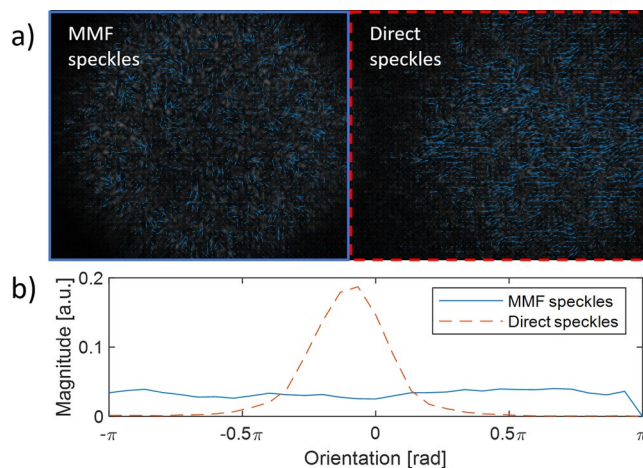 a)
MMF
speckles
Direct
speckles
b)
Magnitude [a.u.]
0.2
0.1
0
MMF speckles
Direct speckles
-π
-0.5π
0
0.5π
π
Orientation [rad]